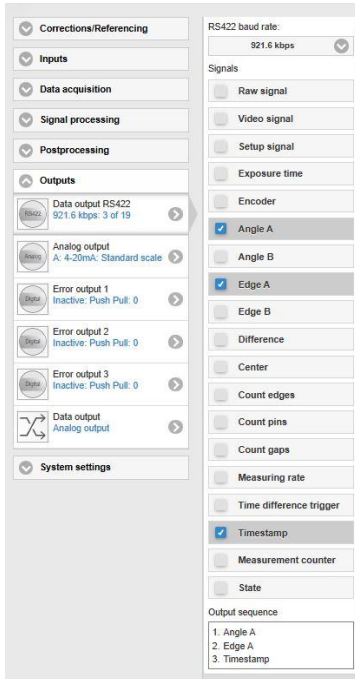 Corrections/Referencing
Inputs
Data acquisition
Signal processing
Postprocessing
Outputs
RS422
Data output RS422
921.6 kbps: 3 of 19
Analog
Analog output
A: 4-20mA: Standard scale
Digital
Error output 1
Inactive: Push Pull: 0
Digital
Error output 2
Inactive: Push Pull: 0
Digital
Error output 3
Inactive: Push Pull: 0
Data output
Analog output
System settings
RS422 baud rate:
921.6 kbps
Signals
Raw signal
Video signal
Setup signal
Exposure time
Encoder
Angle A
Angle B
Edge A
Edge B
Difference
Center
Count edges
Count pins
Count gaps
Measuring rate
Time difference trigger
Timestamp
Measurement counter
State
Output sequence
1. Angle A
2. Edge A
3. Timestamp